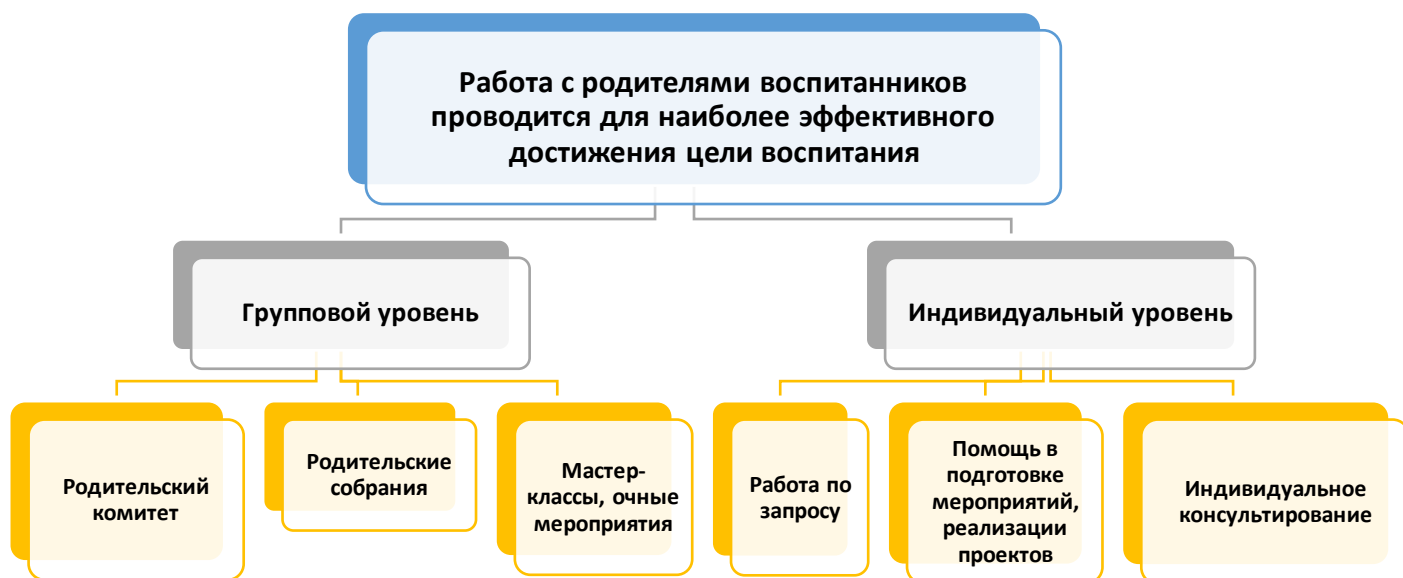 Работа с родителями воспитанников
проводится для наиболее эффективного
достижения цели воспитания
Групповой уровень
Индивидуальный уровень
Родительский
комитет
Родительские
собрания
Мастер-
классы, очные
мероприятия
Работа по
запросу
Помощь в
подготовке
мероприятий,
реализации
проектов
Индивидуальное
консультирование